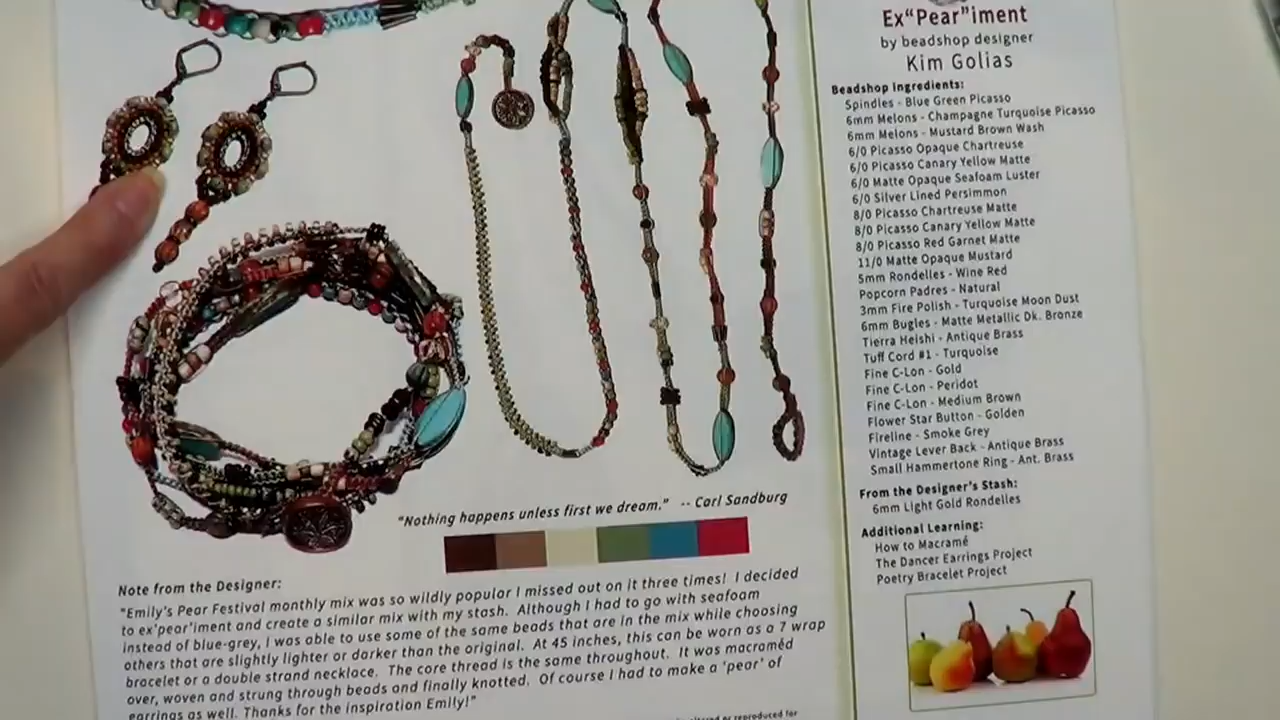 Ex“Pear”iment
by beadshop designer
Kim Golias
Beadshop Ingredients:
Spindles - Blue Green Picasso
6mm Melons - Champagne Turquoise Picasso
6mm Melons - Mustard Brown Wash
6/0 Picasso Opaque Chartreuse
6/0 Picasso Canary Yellow Matte
6/0 Matte Opaque Seafoam Luster
6/0 Silver Lined Persimmon
8/0 Picasso Chartreuse Matte
8/0 Picasso Canary Yellow Matte
8/0 Picasso Red Garnet Matte
11/0 Matte Opaque Mustard
5mm Rondelles - Wine Red
Popcorn Padres - Natural
3mm Fire Polish - Turquoise Moon Dust
6mm Bugles - Matte Metallic Dk. Bronze
Tierra Heishi - Antique Brass
Tuff Cord #1 - Turquoise
Fine C-Lon - Gold
Fine C-Lon - Peridot
Fine C-Lon - Medium Brown
Flower Star Button - Golden
Fireline - Smoke Grey
Vintage Lever Back - Antique Brass
Small Hammertone Ring - Ant. Brass
From the Designer's Stash:
6mm Light Gold Rondelles
Additional Learning:
How to Macramé
The Dancer Earrings Project
Poetry Bracelet Project
“Nothing happens unless first we dream.” -- Carl Sandburg
Note from the Designer:
“Emily's Pear Festival monthly mix was so wildly popular I missed out on it three times! I decided
to ex'pear'iment and create a similar mix with my stash. Although I had to go with seafoam
instead of blue-grey, I was able to use some of the same beads that are in the mix while choosing
others that are slightly lighter or darker than the original. At 45 inches, this can be worn as a 7 wrap
bracelet or a double strand necklace. The core thread is the same throughout. It was macraméd
over, woven and strung through beads and finally knotted. Of course I had to make a 'pear' of
earrings as well. Thanks for the inspiration Emily!”
or reproduced for